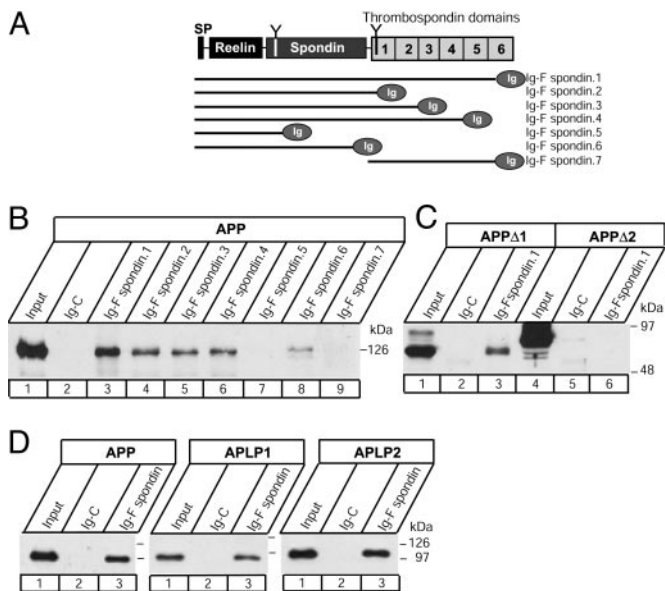 A
Thrombospondin domains
SP
Y
Y
Reelin
Spondin
1 2 3 4 5 6
Ig Ig-F spondin.1
Ig Ig-F spondin.2
Ig Ig-F spondin.3
Ig Ig-F spondin.4
Ig Ig-F spondin.5
Ig Ig-F spondin.6
Ig Ig-F spondin.7
B
APP
Input Ig-C Ig-F spondin.1 Ig-F spondin.2 Ig-F spondin.3 Ig-F spondin.4 Ig-F spondin.5 Ig-F spondin.6 Ig-F spondin.7
kDa
-126
1 2 3 4 5 6 7 8 9
C
APPΔ1 APPΔ2
Input Ig-C Ig-Fspondin.1 Input Ig-C Ig-Fspondin.1
kDa
97
48
1 2 3 4 5 6
D
APP APLP1 APLP2
Input Ig-C Ig-F spondin Input Ig-C Ig-F spondin Input Ig-C Ig-F spondin
kDa
126
97
1 2 3 1 2 3 1 2 3